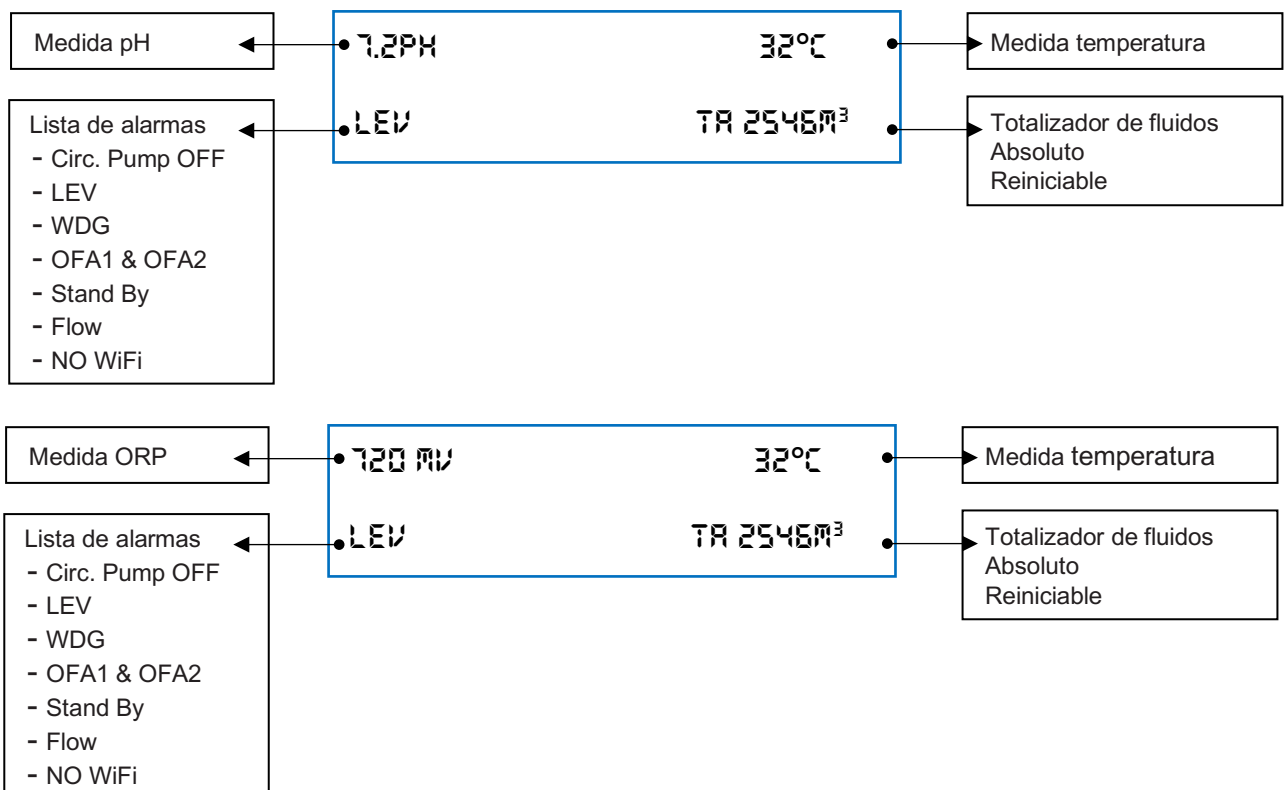 Medida pH
7.2PH
32°C
Medida temperatura
Lista de alarmas
- Circ. Pump OFF
- LEV
- WDG
- OFA1 & OFA2
- Stand By
- Flow
- NO WiFi
LEV
TA 2546M³
Totalizador de fluidos
Absoluto
Reiniciable
Medida ORP
720 MV
32°C
Medida temperatura
Lista de alarmas
- Circ. Pump OFF
- LEV
- WDG
- OFA1 & OFA2
- Stand By
- Flow
- NO WiFi
LEV
TA 2546M³
Totalizador de fluidos
Absoluto
Reiniciable